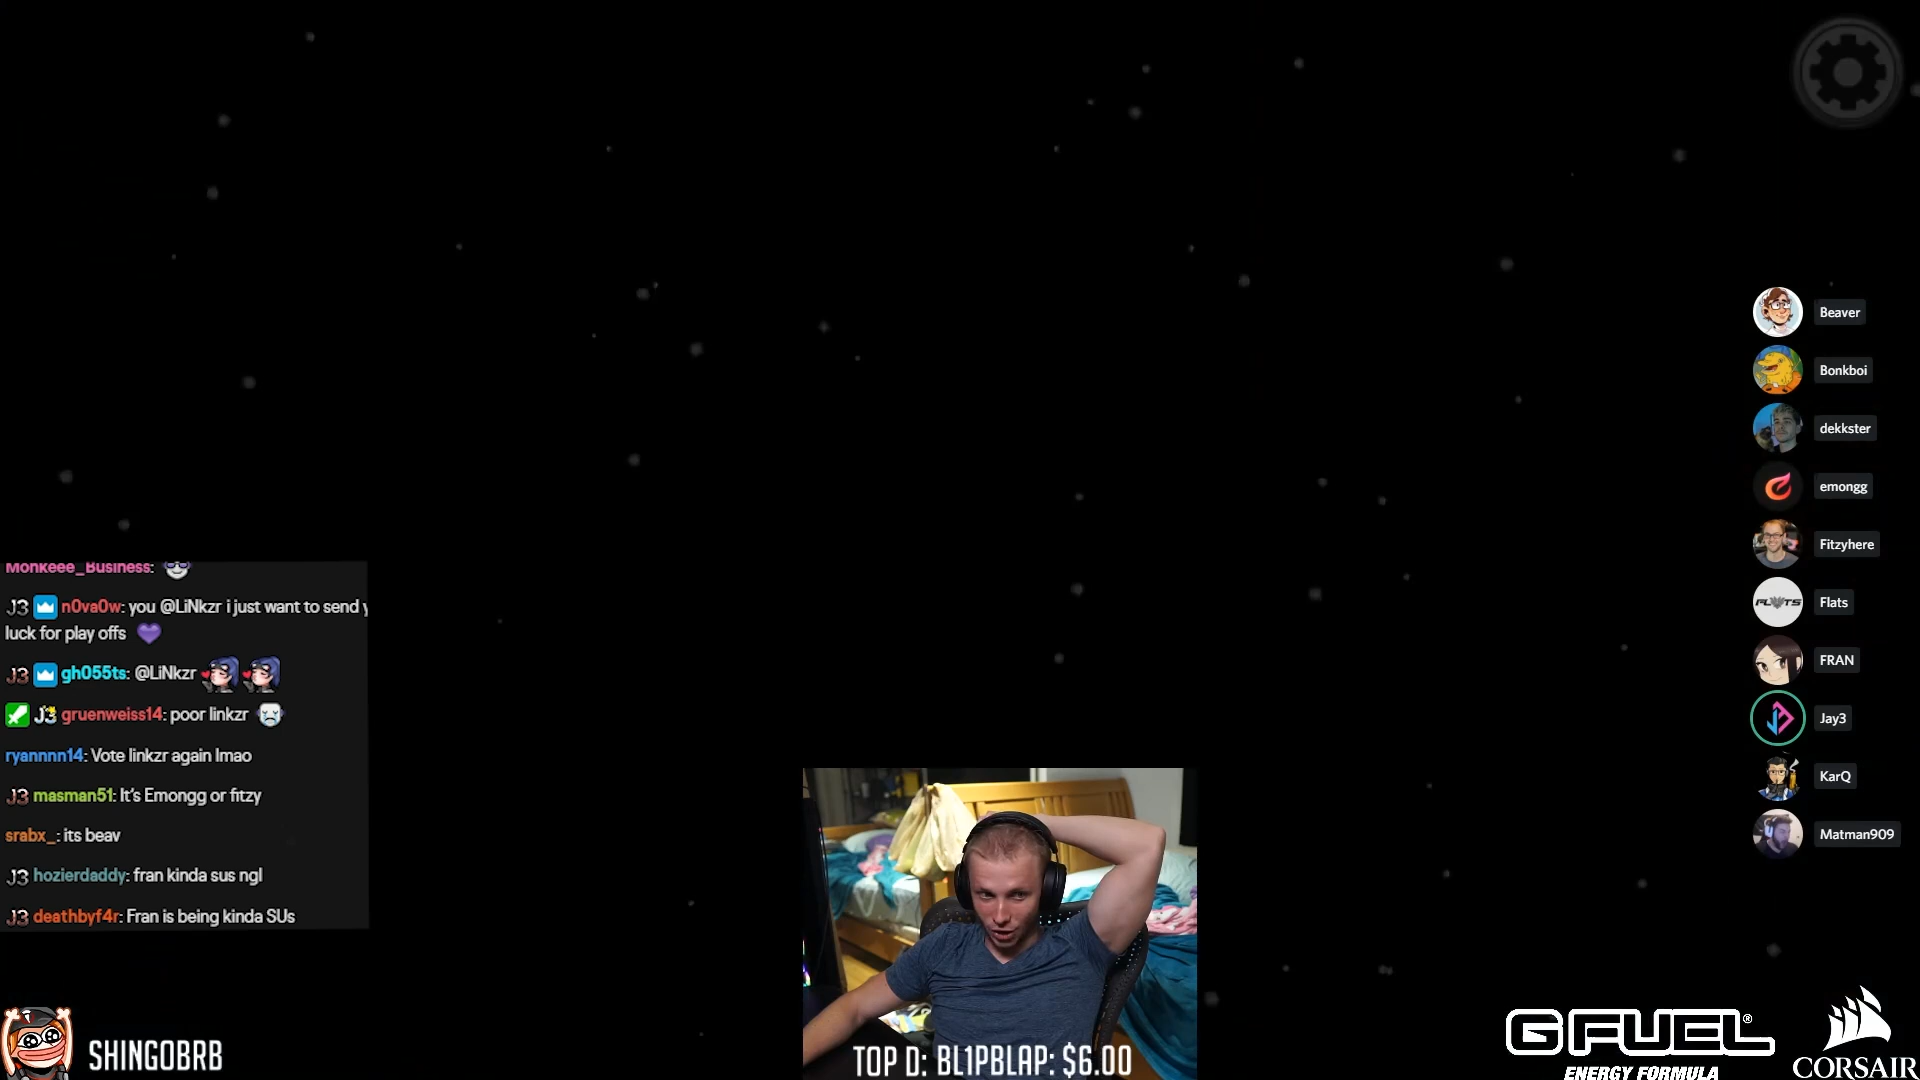 Beaver
Bonkboi
dekkster
emongg
Fitzyhere
FLATS
Flats
FRAN
Jay3
KarQ
Matman909
Monkeee_Business:
J3 n0va0w: you @LiNkzr i just want to send y
luck for play offs
J3 gh055ts: @LiNkzr
J3 gruenweiss14: poor linkzr
ryannnn14: Vote linkzr again lmao
J3 masman51: It's Emongg or fitzy
srabx_: its beav
J3 hozierdaddy: fran kinda sus ngl
J3 deathbyf4r: Fran is being kinda SUs
SHINGOBRB
TOP D: BL1PBLAP: $6.00
G FUEL®
ENERGY FORMULA
CORSAIR